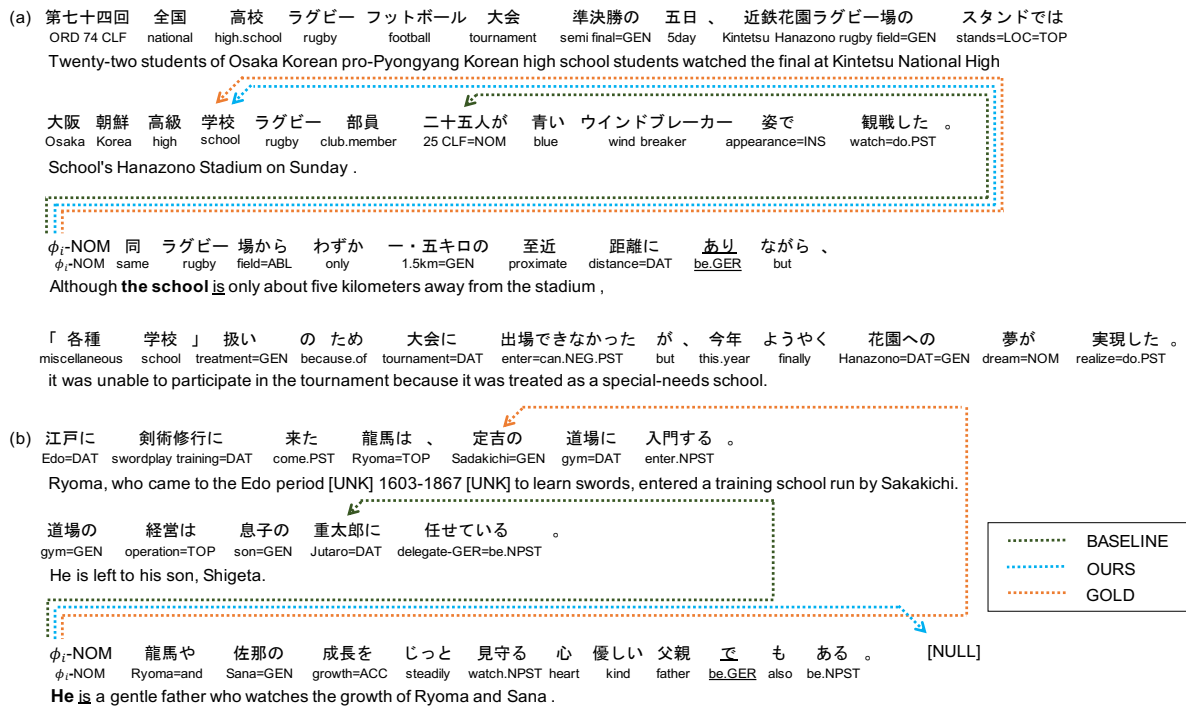 (a) 第七十四回 全国 高校 ラグビー フットボール 大会 準決勝の 五日 、 近鉄花園ラグビー場の スタンドでは
ORD 74 CLF national high.school rugby football tournament semi final=GEN 5day Kintetsu Hanazono rugby field=GEN stands=LOC=TOP
Twenty-two students of Osaka Korean pro-Pyongyang Korean high school students watched the final at Kintetsu National High
大阪 朝鮮 高級 学校 ラグビー 部員 二十五人が 青い ウインドブレーカー 姿で 観戦した 。
Osaka Korea high school rugby club.member 25 CLF=NOM blue wind breaker appearance=INS watch=do.PST
School's Hanazono Stadium on Sunday .
ϕi-NOM 同 ラグビー 場から わずか 一・五キロの 至近 距離に あり ながら 、
ϕi-NOM same rugby field=ABL only 1.5km=GEN proximate distance=DAT be.GER but
Although the school is only about five kilometers away from the stadium ,
「 各種 学校 」 扱い の ため 大会に 出場できなかった が 、 今年 ようやく 花園への 夢が 実現した 。
miscellaneous school treatment=GEN because.of tournament=DAT enter=can.NEG.PST but this.year finally Hanazono=DAT=GEN dream=NOM realize=do.PST
it was unable to participate in the tournament because it was treated as a special-needs school.
(b) 江戸に 剣術修行に 来た 龍馬は 、 定吉の 道場に 入門する 。
Edo=DAT swordplay training=DAT come.PST Ryoma=TOP Sadakichi=GEN gym=DAT enter.NPST
Ryoma, who came to the Edo period [UNK] 1603-1867 [UNK] to learn swords, entered a training school run by Sakakichi.
道場の 経営は 息子の 重太郎に 任せている 。
gym=GEN operation=TOP son=GEN Jutaro=DAT delegate-GER=be.NPST
He is left to his son, Shigeta.
BASELINE
OURS
GOLD
ϕi-NOM 龍馬や 佐那の 成長を じっと 見守る 心 優しい 父親 で も ある 。 [NULL]
ϕi-NOM Ryoma=and Sana=GEN growth=ACC steadily watch.NPST heart kind father be.GER also be.NPST
He is a gentle father who watches the growth of Ryoma and Sana .